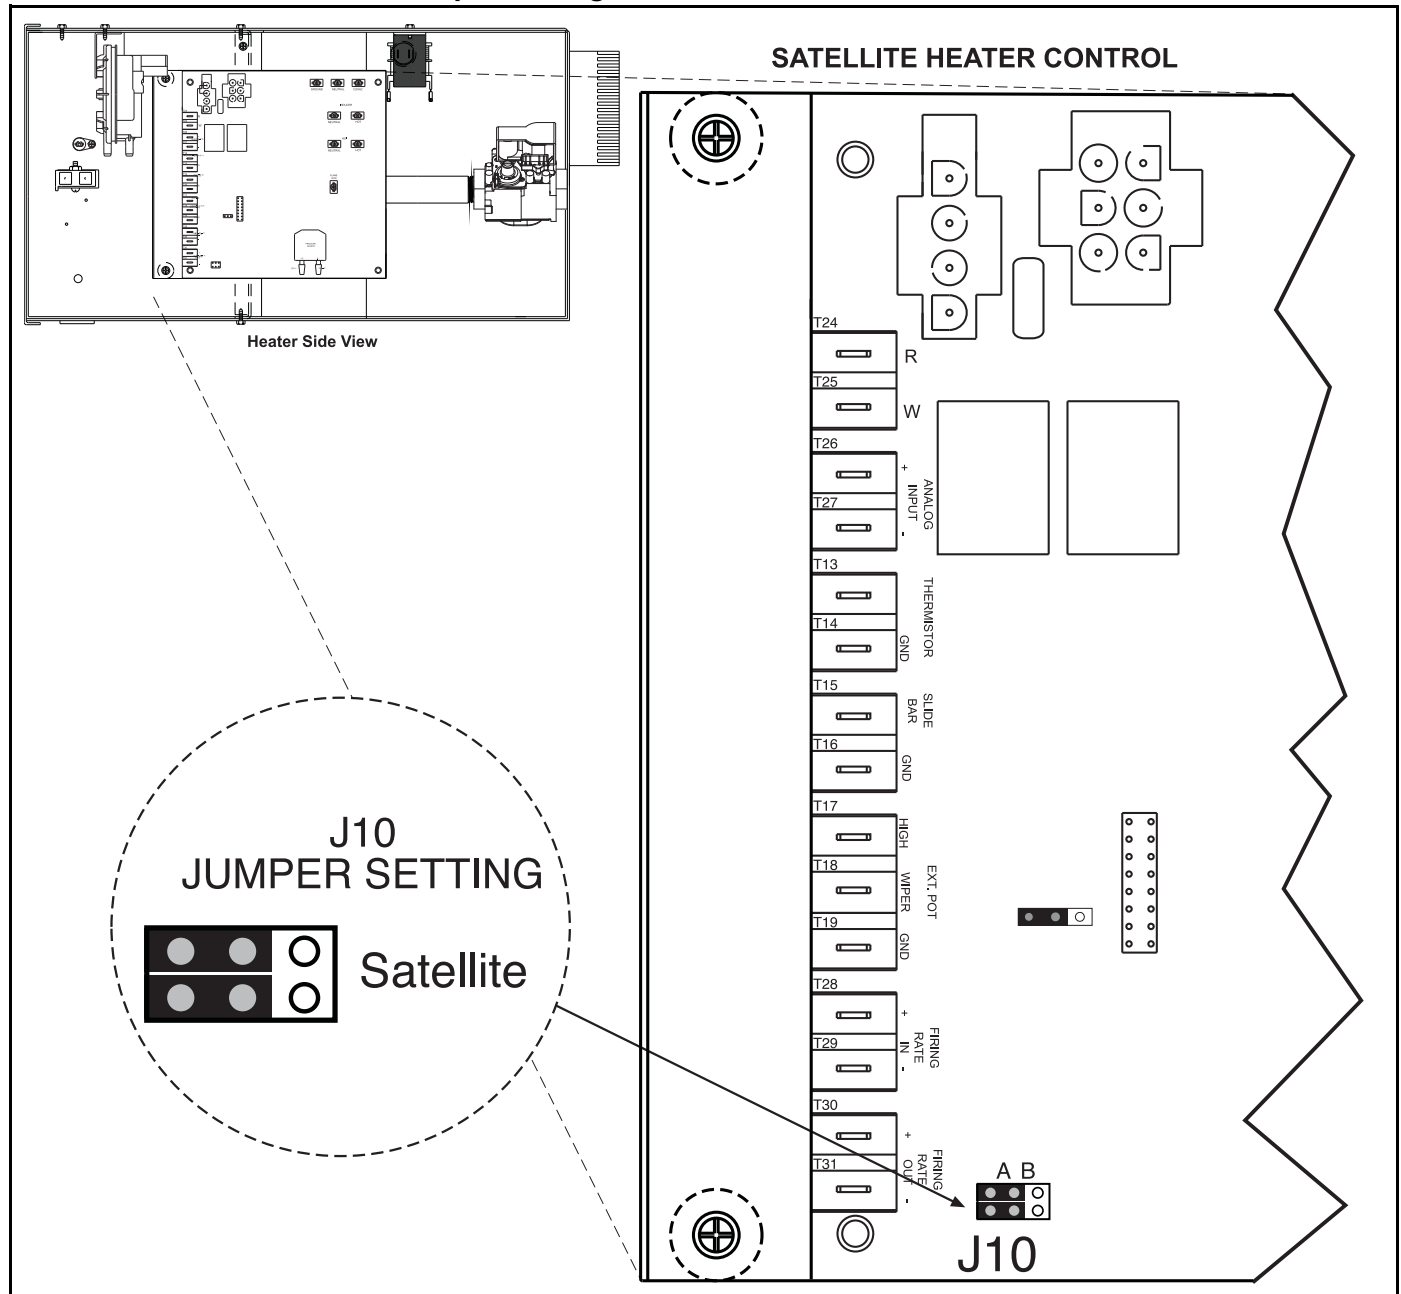 SATELLITE HEATER CONTROL
Heater Side View
J10
JUMPER SETTING
Satellite
T24
R
T25
W
T26
+
ANALOG
INPUT
T27
-
T13
THERMISTOR
T14
GND
T15
SLIDE
BAR
T16
GND
T17
HIGH
T18
EXT. POT
WIPER
T19
GND
T28
+
FIRING
RATE
IN
T29
-
T30
+
FIRING
RATE
OUT
T31
-
A B
J10